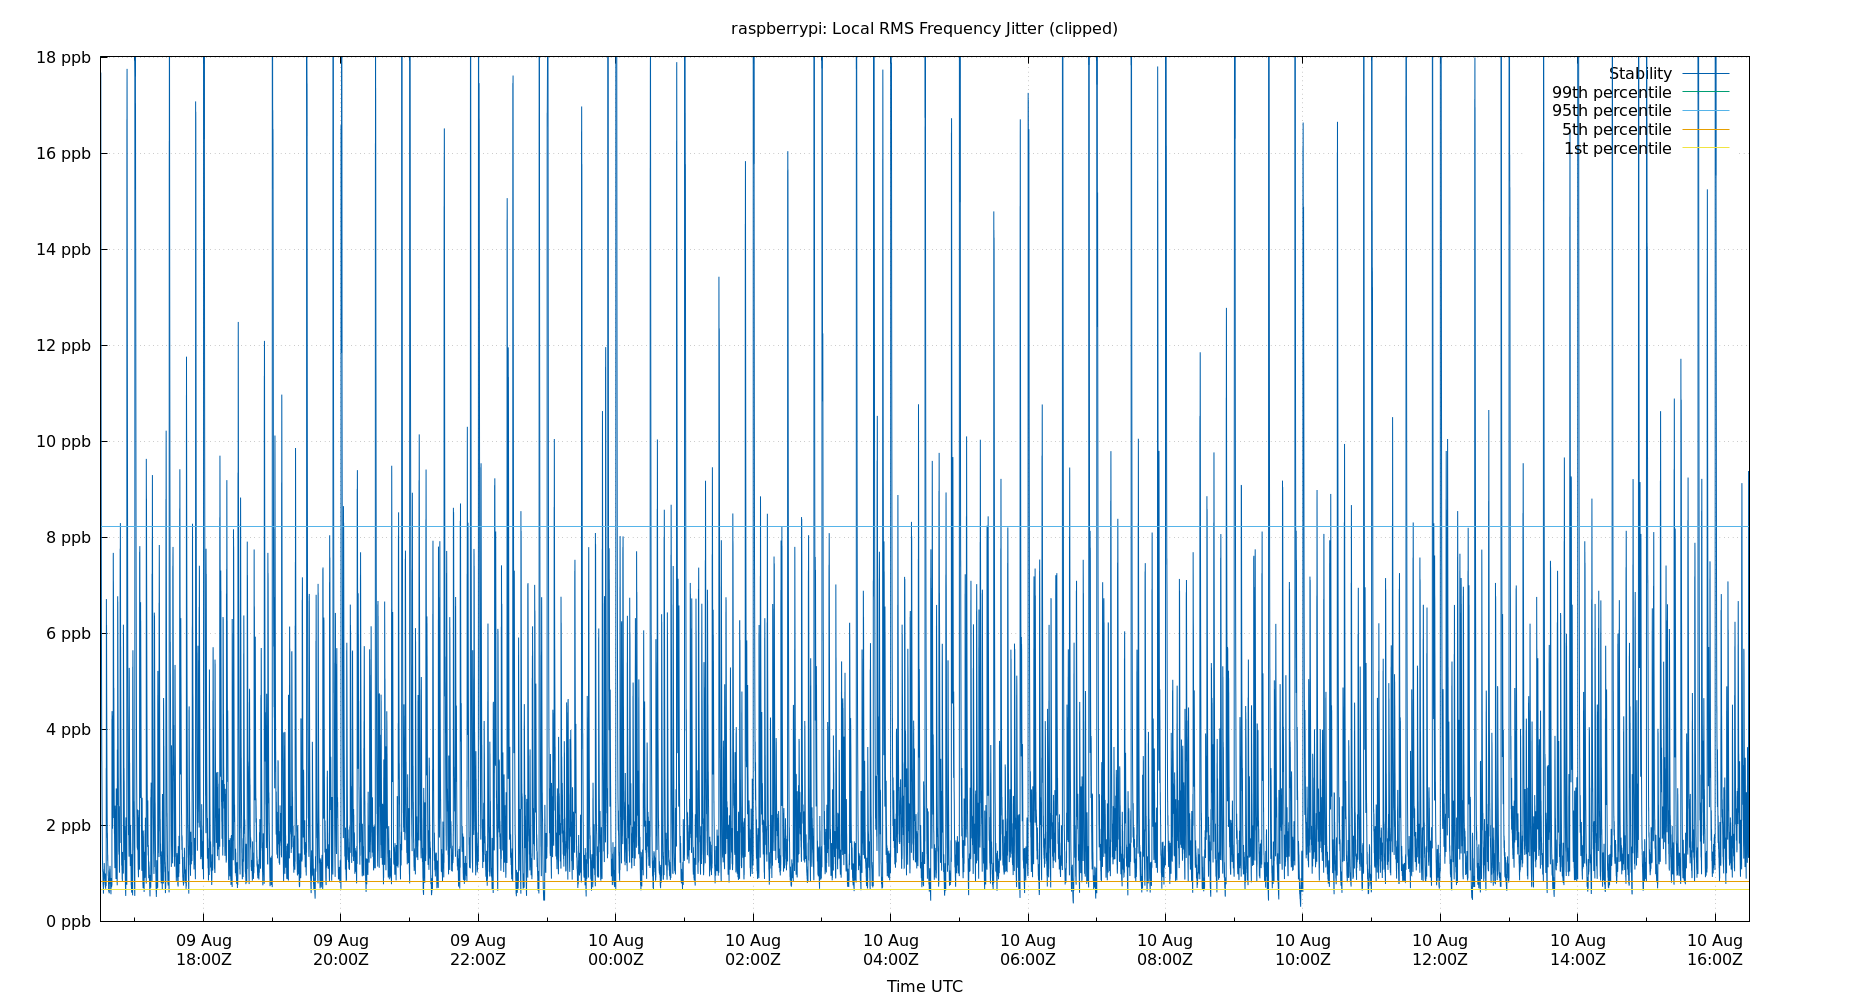 raspberrypi: Local RMS Frequency Jitter (clipped)
18 ppb
16 ppb
14 ppb
12 ppb
10 ppb
8 ppb
6 ppb
4 ppb
2 ppb
0 ppb
Stability
99th percentile
95th percentile
5th percentile
1st percentile
09 Aug 09 Aug 09 Aug 10 Aug 10 Aug 10 Aug 10 Aug 10 Aug 10 Aug 10 Aug 10 Aug 10 Aug
18:00Z 20:00Z 22:00Z 00:00Z 02:00Z 04:00Z 06:00Z 08:00Z 10:00Z 12:00Z 14:00Z 16:00Z
Time UTC